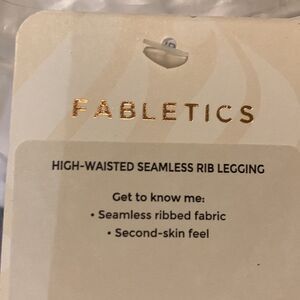 FABLETICS
HIGH-WAISTED SEAMLESS RIB LEGGING
Get to know me:
• Seamless ribbed fabric
• Second-skin feel